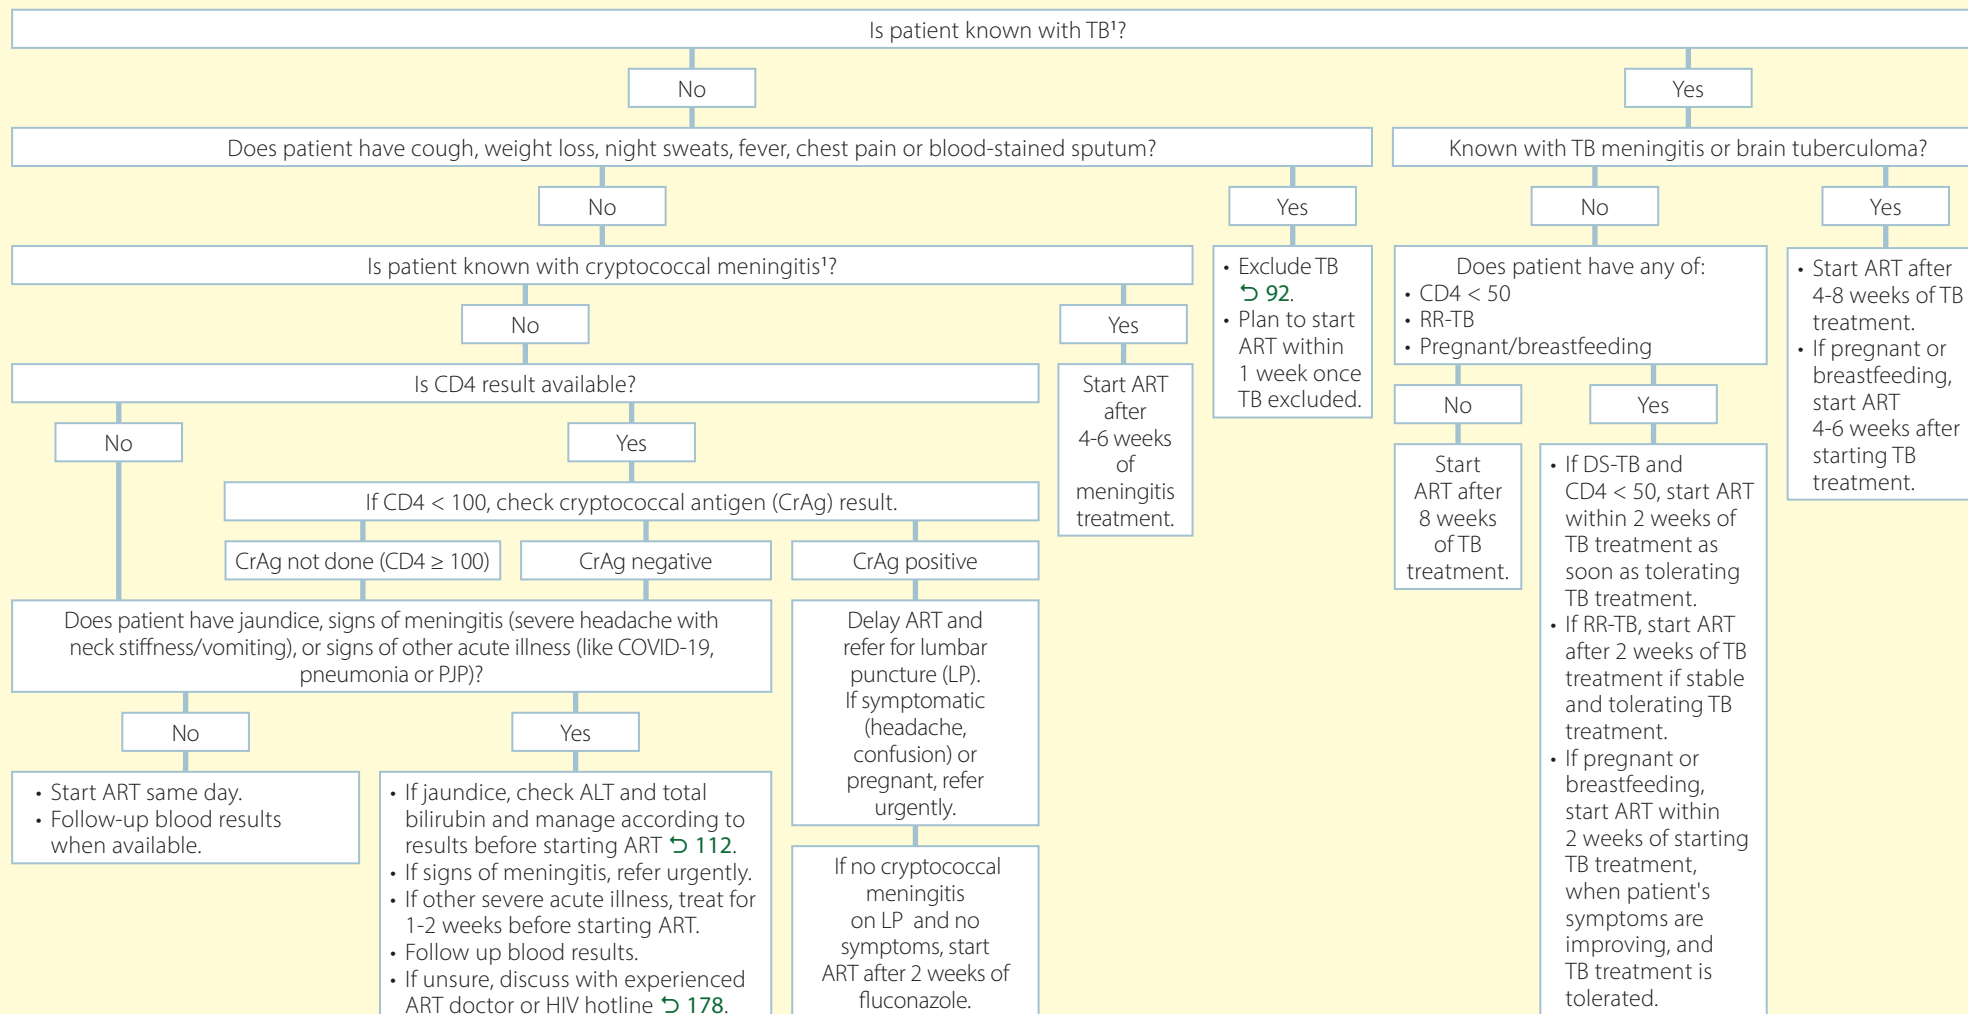 Is patient known with TB¹?
No
Yes
Does patient have cough, weight loss, night sweats, fever, chest pain or blood-stained sputum?
Known with TB meningitis or brain tuberculoma?
No
Yes
No
Yes
Is patient known with cryptococcal meningitis¹?
• Exclude TB
⮌ 92.
• Plan to start
ART within
1 week once
TB excluded.
Does patient have any of:
• CD4 < 50
• RR-TB
• Pregnant/breastfeeding
• Start ART after
4-8 weeks of TB
treatment.
• If pregnant or
breastfeeding,
start ART
4-6 weeks after
starting TB
treatment.
No
Yes
Is CD4 result available?
Start ART
after
4-6 weeks
of
meningitis
treatment.
No
Yes
No
Yes
Start
ART after
8 weeks
of TB
treatment.
• If DS-TB and
CD4 < 50, start ART
within 2 weeks of
TB treatment as
soon as tolerating
TB treatment.
• If RR-TB, start ART
after 2 weeks of TB
treatment if stable
and tolerating TB
treatment.
• If pregnant or
breastfeeding,
start ART within
2 weeks of starting
TB treatment,
when patient's
symptoms are
improving, and
TB treatment is
tolerated.
If CD4 < 100, check cryptococcal antigen (CrAg) result.
CrAg not done (CD4 ≥ 100)
CrAg negative
CrAg positive
Does patient have jaundice, signs of meningitis (severe headache with
neck stiffness/vomiting), or signs of other acute illness (like COVID-19,
pneumonia or PJP)?
Delay ART and
refer for lumbar
puncture (LP).
If symptomatic
(headache,
confusion) or
pregnant, refer
urgently.
No
Yes
• Start ART same day.
• Follow-up blood results
when available.
• If jaundice, check ALT and total
bilirubin and manage according to
results before starting ART ⮌ 112.
• If signs of meningitis, refer urgently.
• If other severe acute illness, treat for
1-2 weeks before starting ART.
• Follow up blood results.
• If unsure, discuss with experienced
ART doctor or HIV hotline ⮌ 178.
If no cryptococcal
meningitis
on LP and no
symptoms, start
ART after 2 weeks of
fluconazole.